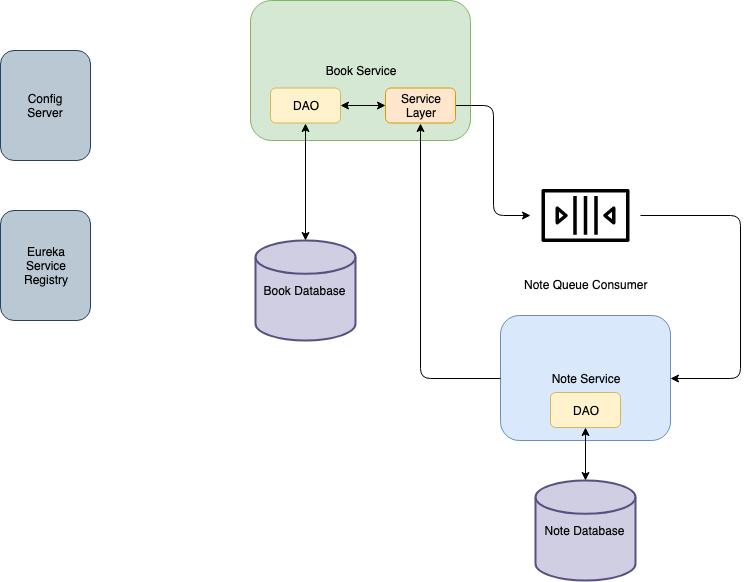 Book Service
DAO
Service
Layer
Config
Server
Eureka
Service
Registry
Book Database
Note Queue Consumer
Note Service
DAO
Note Database